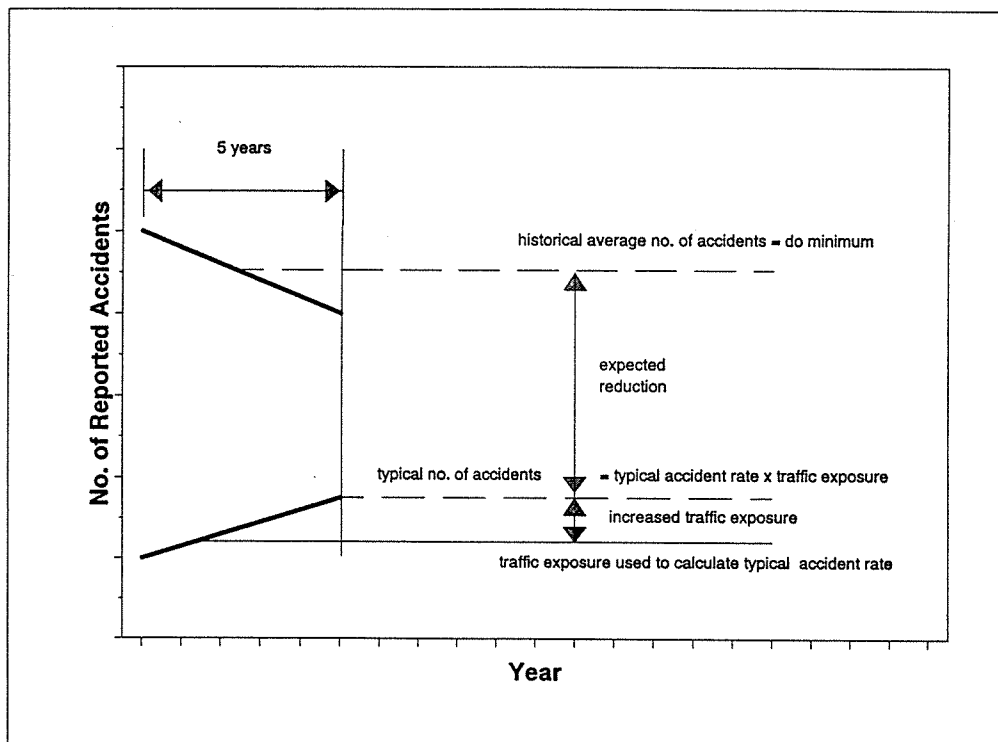 5 years
No. of Reported Accidents
historical average no. of accidents = do minimum
expected
reduction
typical no. of accidents = typical accident rate x traffic exposure
increased traffic exposure
traffic exposure used to calculate typical accident rate
Year